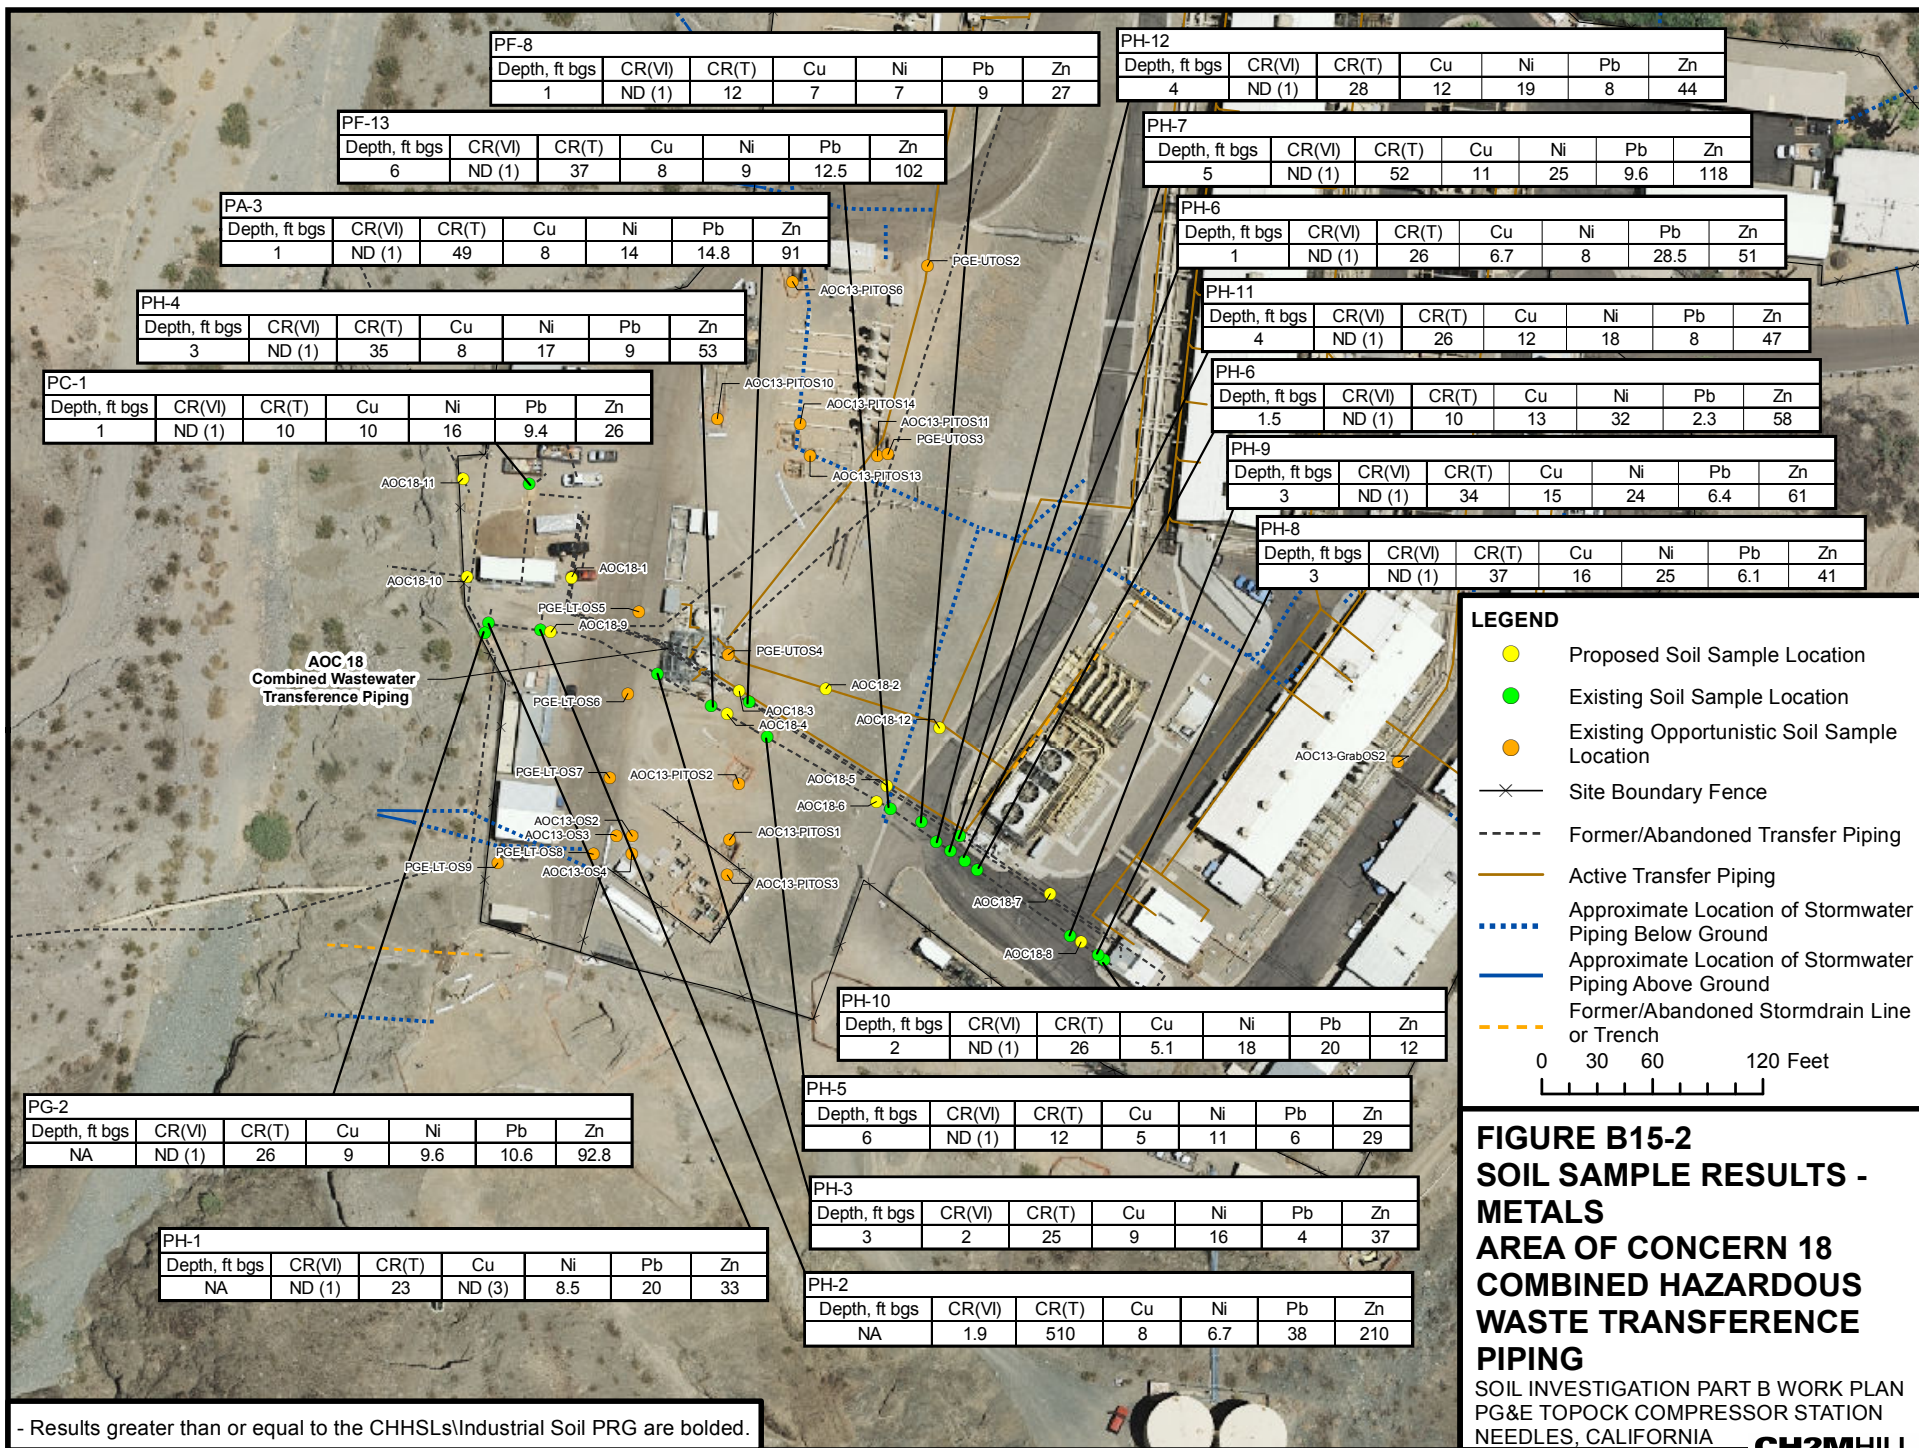 PF-8
Depth, ft bgs CR(VI) CR(T) Cu Ni Pb Zn
1 ND (1) 12 7 7 9 27
PH-12
Depth, ft bgs CR(VI) CR(T) Cu Ni Pb Zn
4 ND (1) 28 12 19 8 44
PF-13
Depth, ft bgs CR(VI) CR(T) Cu Ni Pb Zn
6 ND (1) 37 8 9 12.5 102
PH-7
Depth, ft bgs CR(VI) CR(T) Cu Ni Pb Zn
5 ND (1) 52 11 25 9.6 118
PA-3
Depth, ft bgs CR(VI) CR(T) Cu Ni Pb Zn
1 ND (1) 49 8 14 14.8 91
PH-6
Depth, ft bgs CR(VI) CR(T) Cu Ni Pb Zn
1 ND (1) 26 6.7 8 28.5 51
PH-4
Depth, ft bgs CR(VI) CR(T) Cu Ni Pb Zn
3 ND (1) 35 8 17 9 53
PH-11
Depth, ft bgs CR(VI) CR(T) Cu Ni Pb Zn
4 ND (1) 26 12 18 8 47
PC-1
Depth, ft bgs CR(VI) CR(T) Cu Ni Pb Zn
1 ND (1) 10 10 16 9.4 26
PH-6
Depth, ft bgs CR(VI) CR(T) Cu Ni Pb Zn
1.5 ND (1) 10 13 32 2.3 58
PH-9
Depth, ft bgs CR(VI) CR(T) Cu Ni Pb Zn
3 ND (1) 34 15 24 6.4 61
PH-8
Depth, ft bgs CR(VI) CR(T) Cu Ni Pb Zn
3 ND (1) 37 16 25 6.1 41
PGE-UTOS2
AOC13-PITOS6
AOC13-PITOS10
AOC13-PITOS14
AOC13-PITOS11
PGE-UTOS3
AOC13-PITOS13
AOC18-11
AOC18-10
AOC18-1
PGE-LT-OS5
AOC18-9
PGE-UTOS4
AOC 18
Combined Wastewater
Transference Piping
AOC18-2
PGE-LT-OS6
AOC18-3
AOC18-4
AOC18-12
AOC13-GrabOS2
PGE-LT-OS7
AOC13-PITOS2
AOC18-5
AOC18-6
AOC13-OS2
AOC13-OS3
AOC13-PITOS1
PGE-LT-OS8
PGE-LT-OS9
AOC13-OS4
AOC13-PITOS3
AOC18-7
AOC18-8
PH-10
Depth, ft bgs CR(VI) CR(T) Cu Ni Pb Zn
2 ND (1) 26 5.1 18 20 12
PH-5
Depth, ft bgs CR(VI) CR(T) Cu Ni Pb Zn
6 ND (1) 12 5 11 6 29
PG-2
Depth, ft bgs CR(VI) CR(T) Cu Ni Pb Zn
NA ND (1) 26 9 9.6 10.6 92.8
PH-3
Depth, ft bgs CR(VI) CR(T) Cu Ni Pb Zn
3 2 25 9 16 4 37
PH-1
Depth, ft bgs CR(VI) CR(T) Cu Ni Pb Zn
NA ND (1) 23 ND (3) 8.5 20 33
PH-2
Depth, ft bgs CR(VI) CR(T) Cu Ni Pb Zn
NA 1.9 510 8 6.7 38 210
- Results greater than or equal to the CHHSLs\Industrial Soil PRG are bolded.
LEGEND
Proposed Soil Sample Location
Existing Soil Sample Location
Existing Opportunistic Soil Sample
Location
Site Boundary Fence
Former/Abandoned Transfer Piping
Active Transfer Piping
Approximate Location of Stormwater
Piping Below Ground
Approximate Location of Stormwater
Piping Above Ground
Former/Abandoned Stormdrain Line
or Trench
0 30 60 120 Feet
FIGURE B15-2
SOIL SAMPLE RESULTS -
METALS
AREA OF CONCERN 18
COMBINED HAZARDOUS
WASTE TRANSFERENCE
PIPING
SOIL INVESTIGATION PART B WORK PLAN
PG&E TOPOCK COMPRESSOR STATION
NEEDLES, CALIFORNIA
CH2MHILL